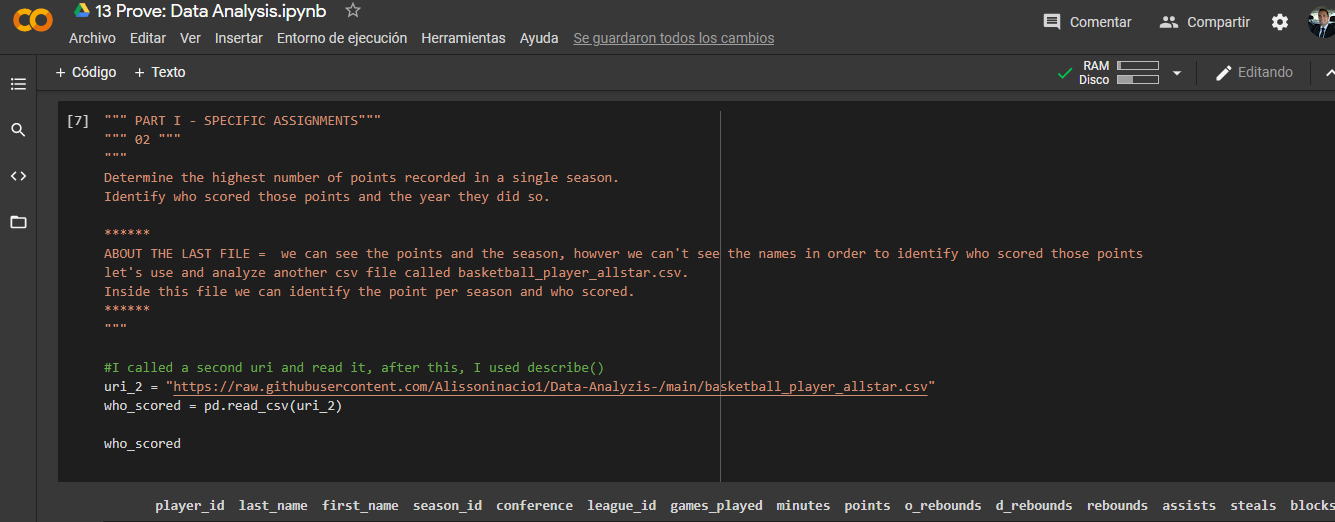 13 Prove: Data Analysis.ipynb
Archivo Editar Ver Insertar Entorno de ejecución Herramientas Ayuda Se guardaron todos los cambios
Comentar Compartir
+ Código + Texto
RAM
Disco
Editando
[7] """ PART I - SPECIFIC ASSIGNMENTS"""
""" 02 """
"""
Determine the highest number of points recorded in a single season.
Identify who scored those points and the year they did so.
******
ABOUT THE LAST FILE =  we can see the points and the season, howver we can't see the names in order to identify who scored those points
let's use and analyze another csv file called basketball_player_allstar.csv.
Inside this file we can identify the point per season and who scored.
******
"""
#I called a second uri and read it, after this, I used describe()
uri_2 = "https://raw.githubusercontent.com/Alissoninacio1/Data-Analyzis-/main/basketball_player_allstar.csv"
who_scored = pd.read_csv(uri_2)
who_scored
player_id last_name first_name season_id conference league_id games_played minutes points o_rebounds d_rebounds rebounds assists steals blocks